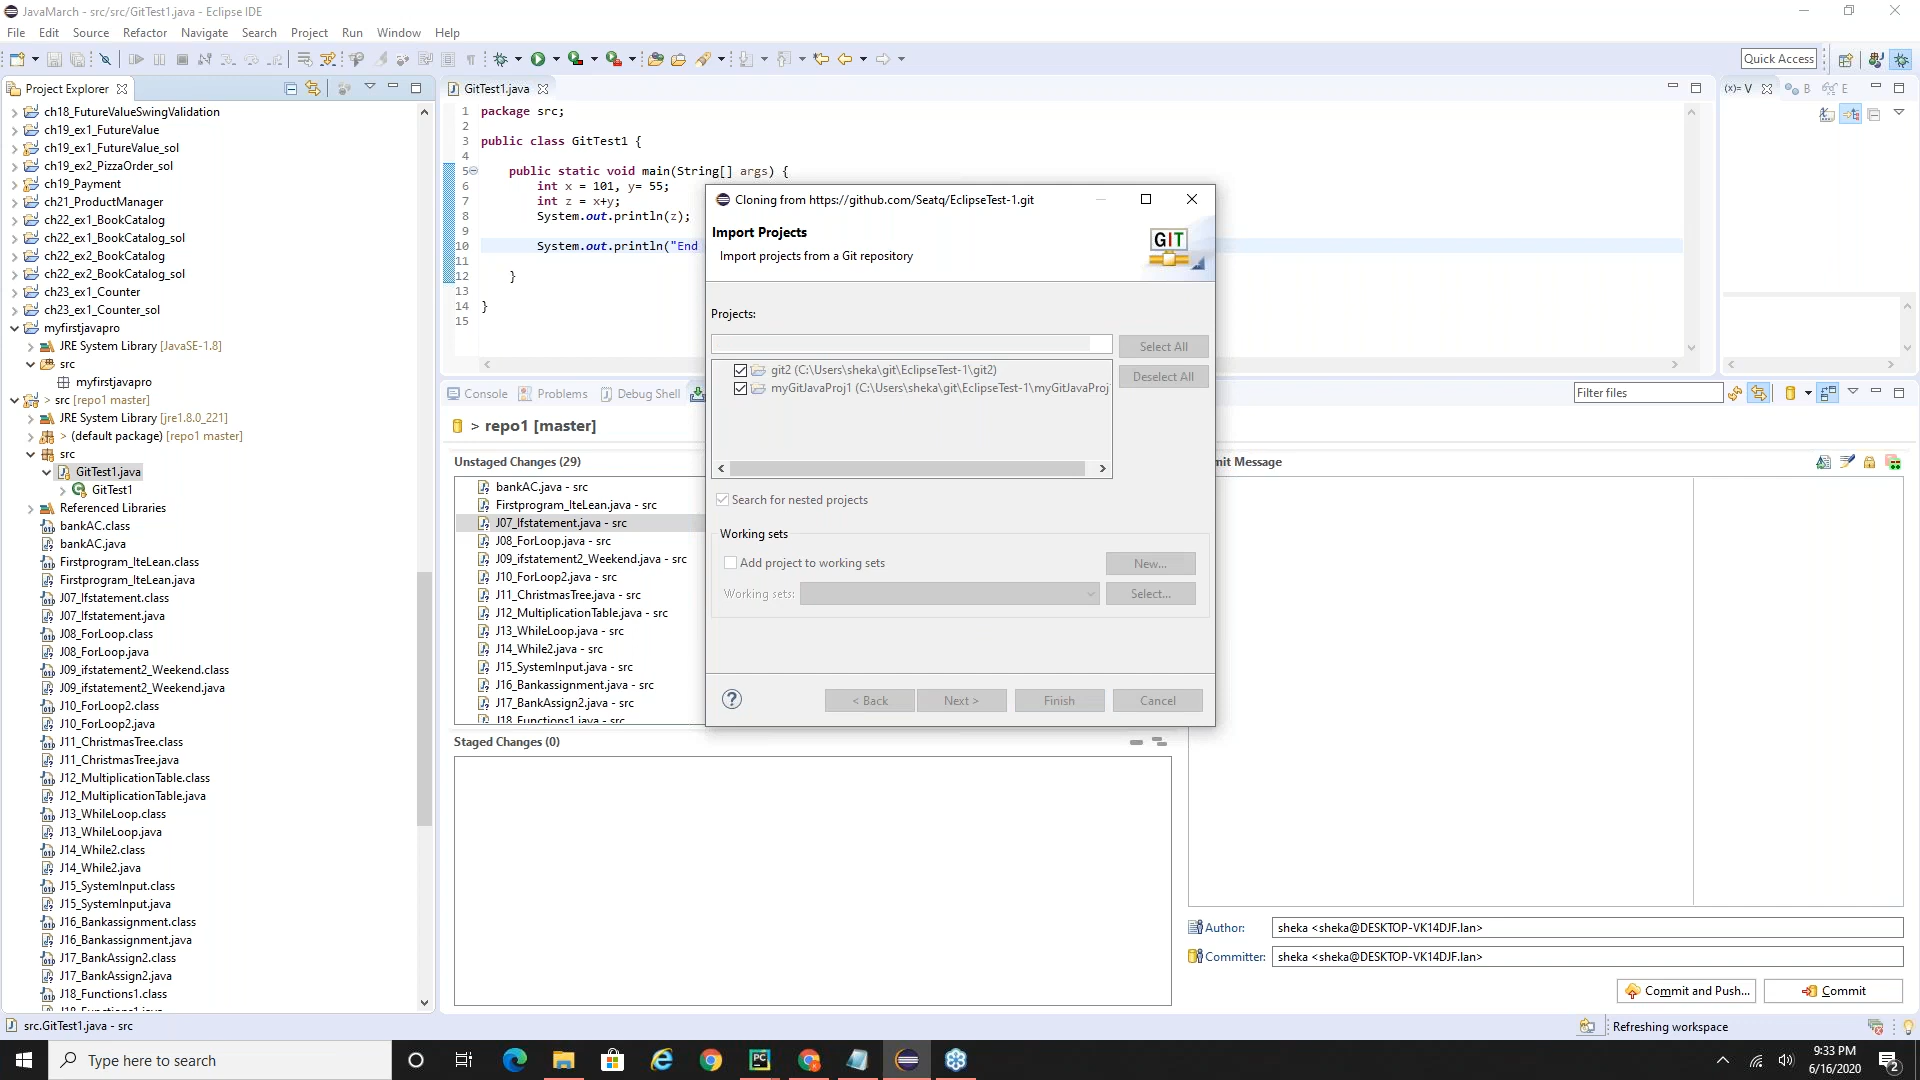 JavaMarch - src/src/GitTest1.java - Eclipse IDE
File Edit Source Refactor Navigate Search Project Run Window Help
Quick Access
Project Explorer
ch18_FutureValueSwingValidation
ch19_ex1_FutureValue
ch19_ex1_FutureValue_sol
ch19_ex2_PizzaOrder_sol
ch19_Payment
ch21_ProductManager
ch22_ex1_BookCatalog
ch22_ex1_BookCatalog_sol
ch22_ex2_BookCatalog
ch22_ex2_BookCatalog_sol
ch23_ex1_Counter
ch23_ex1_Counter_sol
myfirstjavapro
JRE System Library [JavaSE-1.8]
src
myfirstjavapro
> src [repo1 master]
JRE System Library [jre1.8.0_221]
> (default package) [repo1 master]
src
GitTest1.java
GitTest1
Referenced Libraries
bankAC.class
bankAC.java
Firstprogram_IteLean.class
Firstprogram_IteLean.java
J07_Ifstatement.class
J07_Ifstatement.java
J08_ForLoop.class
J08_ForLoop.java
J09_ifstatement2_Weekend.class
J09_ifstatement2_Weekend.java
J10_ForLoop2.class
J10_ForLoop2.java
J11_ChristmasTree.class
J11_ChristmasTree.java
J12_MultiplicationTable.class
J12_MultiplicationTable.java
J13_WhileLoop.class
J13_WhileLoop.java
J14_While2.class
J14_While2.java
J15_SystemInput.class
J15_SystemInput.java
J16_Bankassignment.class
J16_Bankassignment.java
J17_BankAssign2.class
J17_BankAssign2.java
J18_Functions1.class
J18_Functions1.java
GitTest1.java
1 package src;
2
3 public class GitTest1 {
4
5 public static void main(String[] args) {
6 int x = 101, y= 55;
7 int z = x+y;
8 System.out.println(z);
9
10 System.out.println("End
11
12 }
13
14 }
15
(x)= V B E
Console Problems Debug Shell
Filter files
> repo1 [master]
Unstaged Changes (29)
bankAC.java - src
Firstprogram_IteLean.java - src
J07_Ifstatement.java - src
J08_ForLoop.java - src
J09_ifstatement2_Weekend.java - src
J10_ForLoop2.java - src
J11_ChristmasTree.java - src
J12_MultiplicationTable.java - src
J13_WhileLoop.java - src
J14_While2.java - src
J15_SystemInput.java - src
J16_Bankassignment.java - src
J17_BankAssign2.java - src
J18_Functions1.java - src
Staged Changes (0)
mit Message
Author: sheka <sheka@DESKTOP-VK14DJF.lan>
Committer: sheka <sheka@DESKTOP-VK14DJF.lan>
Commit and Push...
Commit
Cloning from https://github.com/Seatq/EclipseTest-1.git
Import Projects
Import projects from a Git repository
GIT
Projects:
Select All
Deselect All
git2 (C:\Users\sheka\git\EclipseTest-1\git2)
myGitJavaProj1 (C:\Users\sheka\git\EclipseTest-1\myGitJavaProj
Search for nested projects
Working sets
Add project to working sets
New...
Working sets:
Select...
< Back
Next >
Finish
Cancel
src.GitTest1.java - src
Refreshing workspace
Type here to search
9:33 PM
6/16/2020
2